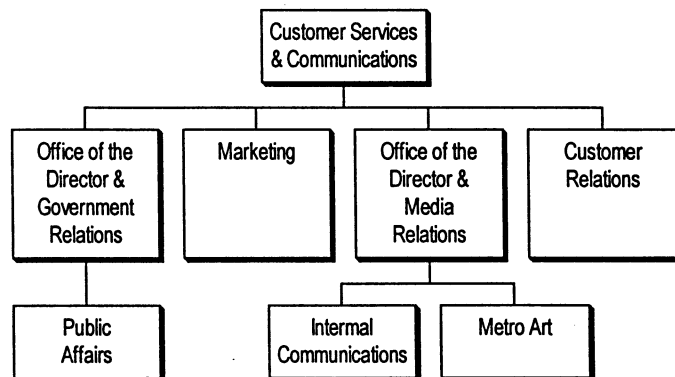 Customer Services
& Communications
Office of the
Director &
Government
Relations
Marketing
Office of the
Director &
Media
Relations
Customer
Relations
Public
Affairs
Intermal
Communications
Metro Art